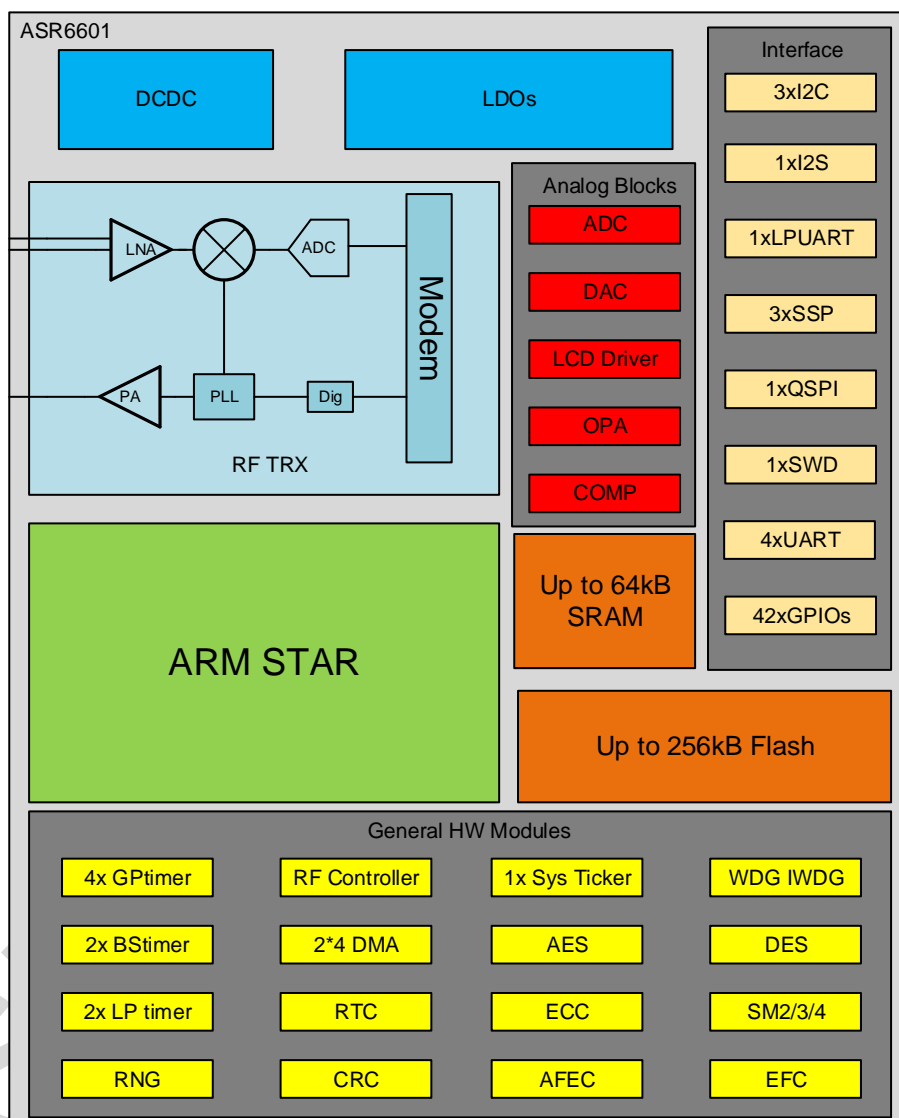 ASR6601
DCDC
LDOs
Interface
3xI2C
1xI2S
1xLPUART
3xSSP
1xQSPI
1xSWD
4xUART
42xGPIOs
LNA
ADC
Modem
PA
PLL
Dig
RF TRX
Analog Blocks
ADC
DAC
LCD Driver
OPA
COMP
ARM STAR
Up to 64kB
SRAM
Up to 256kB Flash
General HW Modules
4x GPtimer
RF Controller
1x Sys Ticker
WDG IWDG
2x BStimer
2*4 DMA
AES
DES
2x LP timer
RTC
ECC
SM2/3/4
RNG
CRC
AFEC
EFC